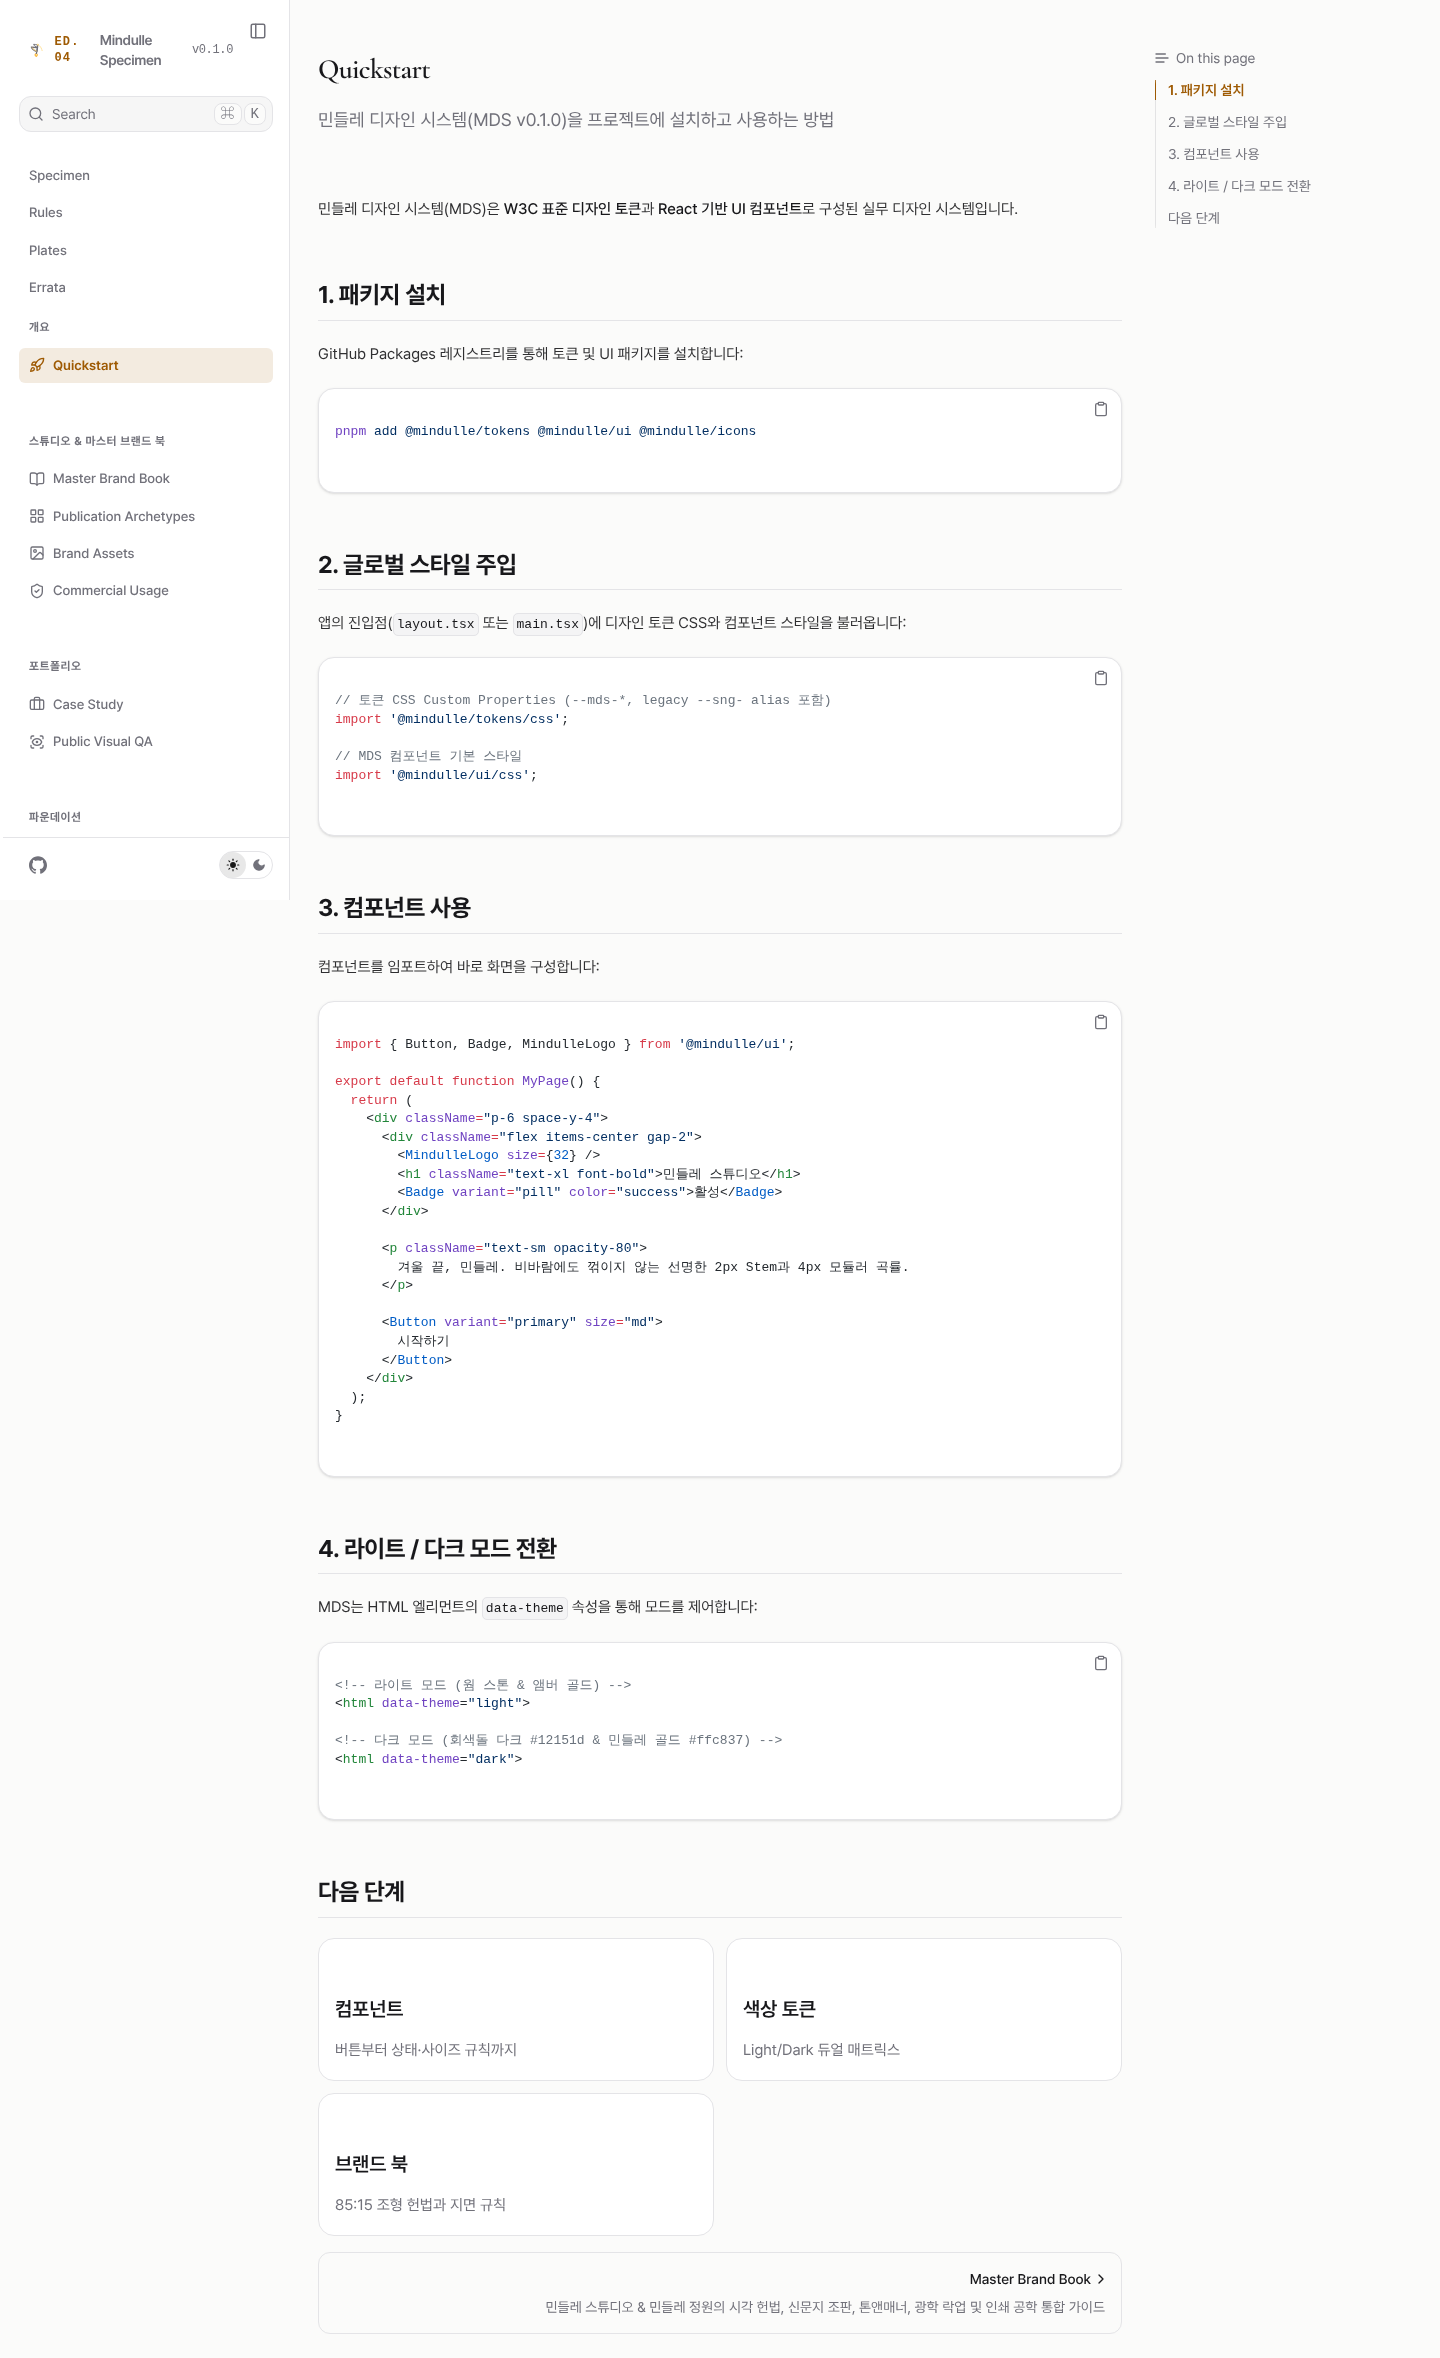 ED.
04
Mindulle
Specimen
v0.1.0
Search
⌘ K
Specimen
Rules
Plates
Errata
개요
Quickstart
스튜디오 & 마스터 브랜드 북
Master Brand Book
Publication Archetypes
Brand Assets
Commercial Usage
포트폴리오
Case Study
Public Visual QA
파운데이션
Quickstart
민들레 디자인 시스템(MDS v0.1.0)을 프로젝트에 설치하고 사용하는 방법
민들레 디자인 시스템(MDS)은 W3C 표준 디자인 토큰과 React 기반 UI 컴포넌트로 구성된 실무 디자인 시스템입니다.
1. 패키지 설치
GitHub Packages 레지스트리를 통해 토큰 및 UI 패키지를 설치합니다:
pnpm add @mindulle/tokens @mindulle/ui @mindulle/icons
2. 글로벌 스타일 주입
앱의 진입점(layout.tsx 또는 main.tsx)에 디자인 토큰 CSS와 컴포넌트 스타일을 불러옵니다:
// 토큰 CSS Custom Properties (--mds-*, legacy --sng- alias 포함)
import '@mindulle/tokens/css';
// MDS 컴포넌트 기본 스타일
import '@mindulle/ui/css';
3. 컴포넌트 사용
컴포넌트를 임포트하여 바로 화면을 구성합니다:
import { Button, Badge, MindulleLogo } from '@mindulle/ui';
export default function MyPage() {
  return (
    <div className="p-6 space-y-4">
      <div className="flex items-center gap-2">
        <MindulleLogo size={32} />
        <h1 className="text-xl font-bold">민들레 스튜디오</h1>
        <Badge variant="pill" color="success">활성</Badge>
      </div>
      <p className="text-sm opacity-80">
        겨울 끝, 민들레. 비바람에도 꺾이지 않는 선명한 2px Stem과 4px 모듈러 곡률.
      </p>
      <Button variant="primary" size="md">
        시작하기
      </Button>
    </div>
  );
}
4. 라이트 / 다크 모드 전환
MDS는 HTML 엘리먼트의 data-theme 속성을 통해 모드를 제어합니다:
<!-- 라이트 모드 (웜 스톤 & 앰버 골드) -->
<html data-theme="light">
<!-- 다크 모드 (회색돌 다크 #12151d & 민들레 골드 #ffc837) -->
<html data-theme="dark">
다음 단계
컴포넌트
버튼부터 상태·사이즈 규칙까지
색상 토큰
Light/Dark 듀얼 매트릭스
브랜드 북
85:15 조형 헌법과 지면 규칙
Master Brand Book
민들레 스튜디오 & 민들레 정원의 시각 헌법, 신문지 조판, 톤앤매너, 광학 락업 및 인쇄 공학 통합 가이드
On this page
1. 패키지 설치
2. 글로벌 스타일 주입
3. 컴포넌트 사용
4. 라이트 / 다크 모드 전환
다음 단계